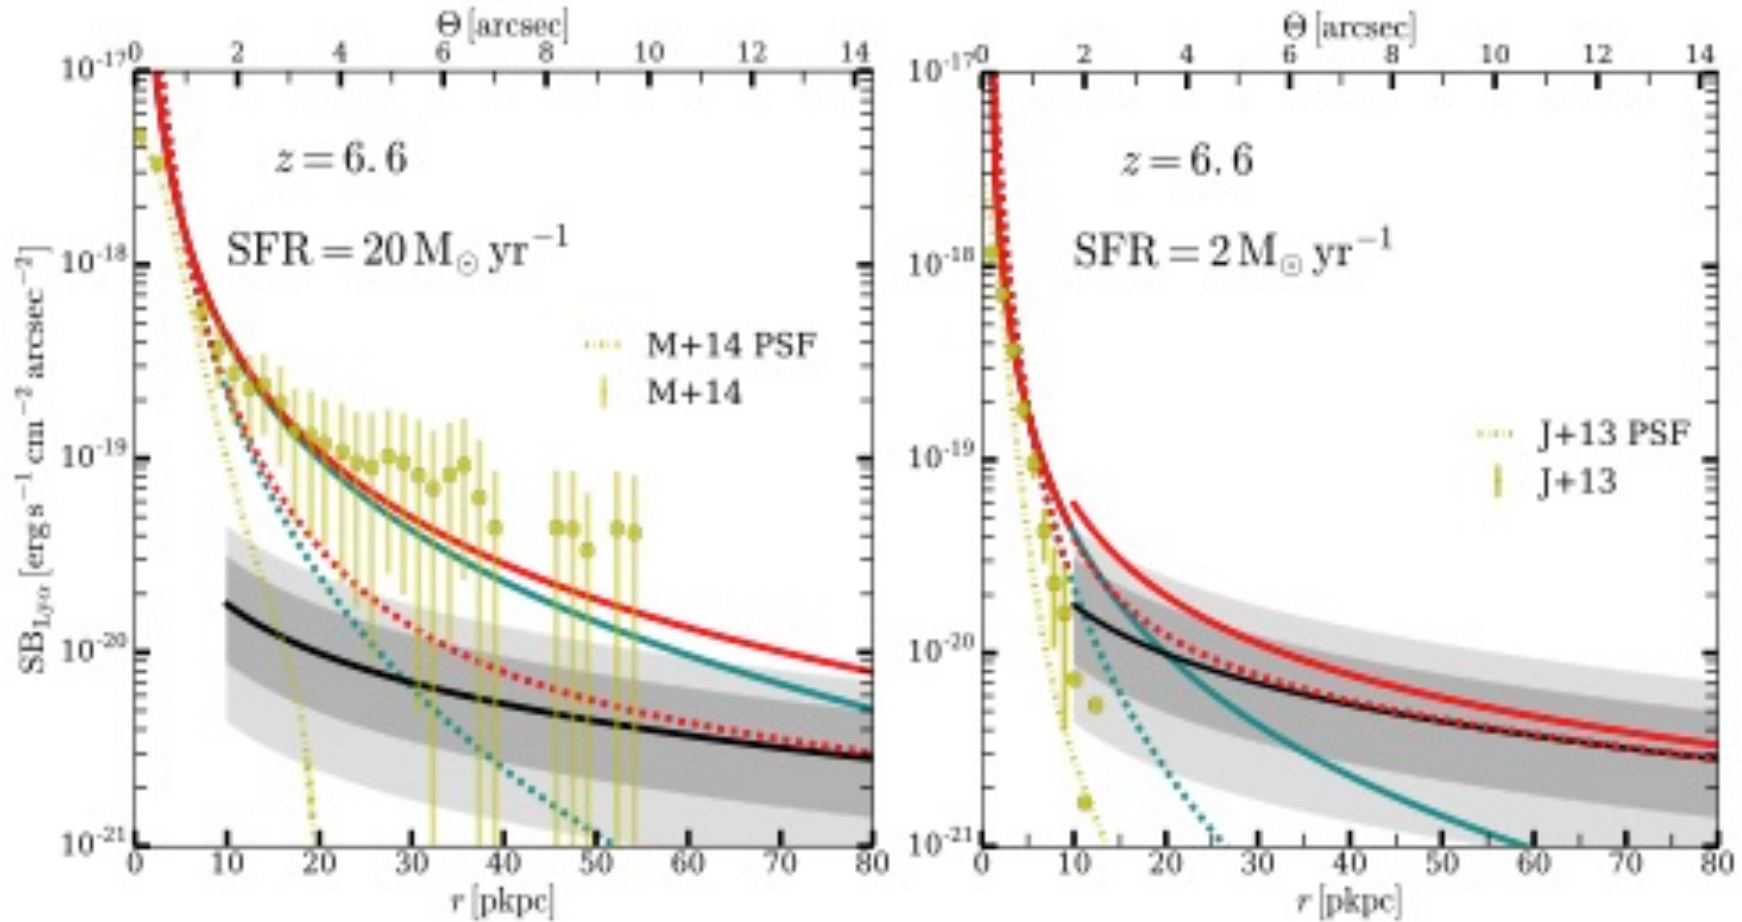 Θ [arcsec]
0 2 4 6 8 10 12 14
10⁻¹⁷
10⁻¹⁸
10⁻¹⁹
10⁻²⁰
10⁻²¹
SB_Lyα [erg s⁻¹ cm⁻² arcsec⁻²]
z = 6.6
SFR = 20 M☉ yr⁻¹
M+14 PSF
M+14
0 10 20 30 40 50 60 70 80
r [pkpc]
Θ [arcsec]
0 2 4 6 8 10 12 14
10⁻¹⁷
10⁻¹⁸
10⁻¹⁹
10⁻²⁰
10⁻²¹
z = 6.6
SFR = 2 M☉ yr⁻¹
J+13 PSF
J+13
0 10 20 30 40 50 60 70 80
r [pkpc]